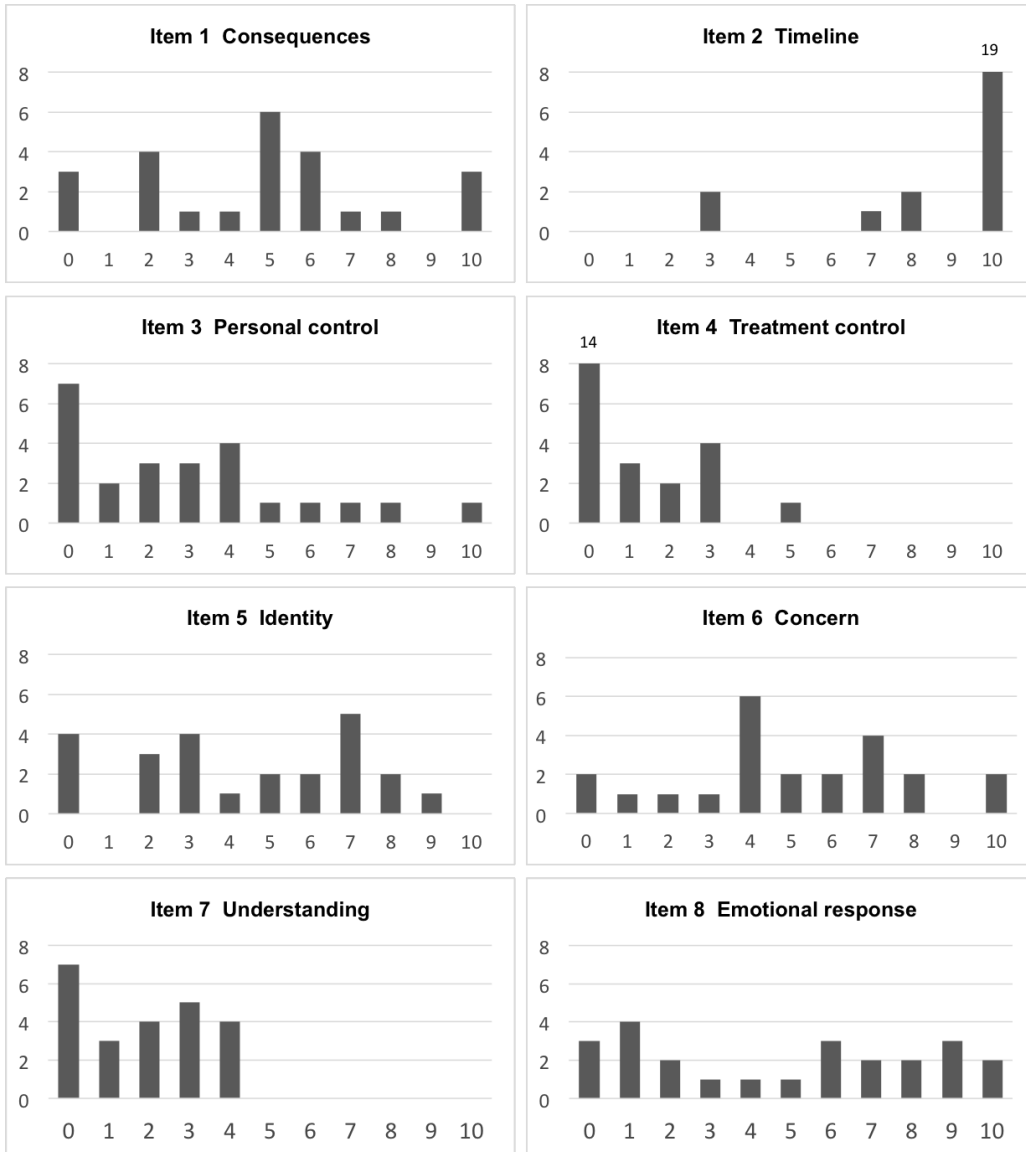 Item 1 Consequences
8
6
4
2
0
0 1 2 3 4 5 6 7 8 9 10
Item 2 Timeline
19
8
6
4
2
0
0 1 2 3 4 5 6 7 8 9 10
Item 3 Personal control
8
6
4
2
0
0 1 2 3 4 5 6 7 8 9 10
Item 4 Treatment control
14
8
6
4
2
0
0 1 2 3 4 5 6 7 8 9 10
Item 5 Identity
8
6
4
2
0
0 1 2 3 4 5 6 7 8 9 10
Item 6 Concern
8
6
4
2
0
0 1 2 3 4 5 6 7 8 9 10
Item 7 Understanding
8
6
4
2
0
0 1 2 3 4 5 6 7 8 9 10
Item 8 Emotional response
8
6
4
2
0
0 1 2 3 4 5 6 7 8 9 10